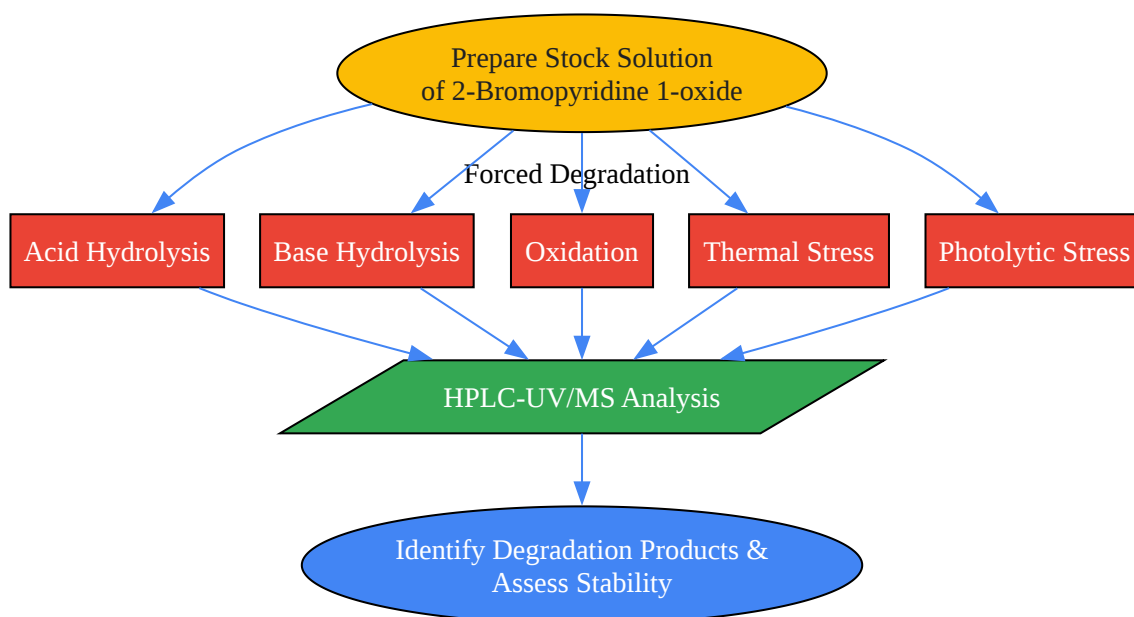 Prepare Stock Solution
of 2-Bromopyridine 1-oxide
Forced Degradation
Acid Hydrolysis
Base Hydrolysis
Oxidation
Thermal Stress
Photolytic Stress
HPLC-UV/MS Analysis
Identify Degradation Products &
Assess Stability